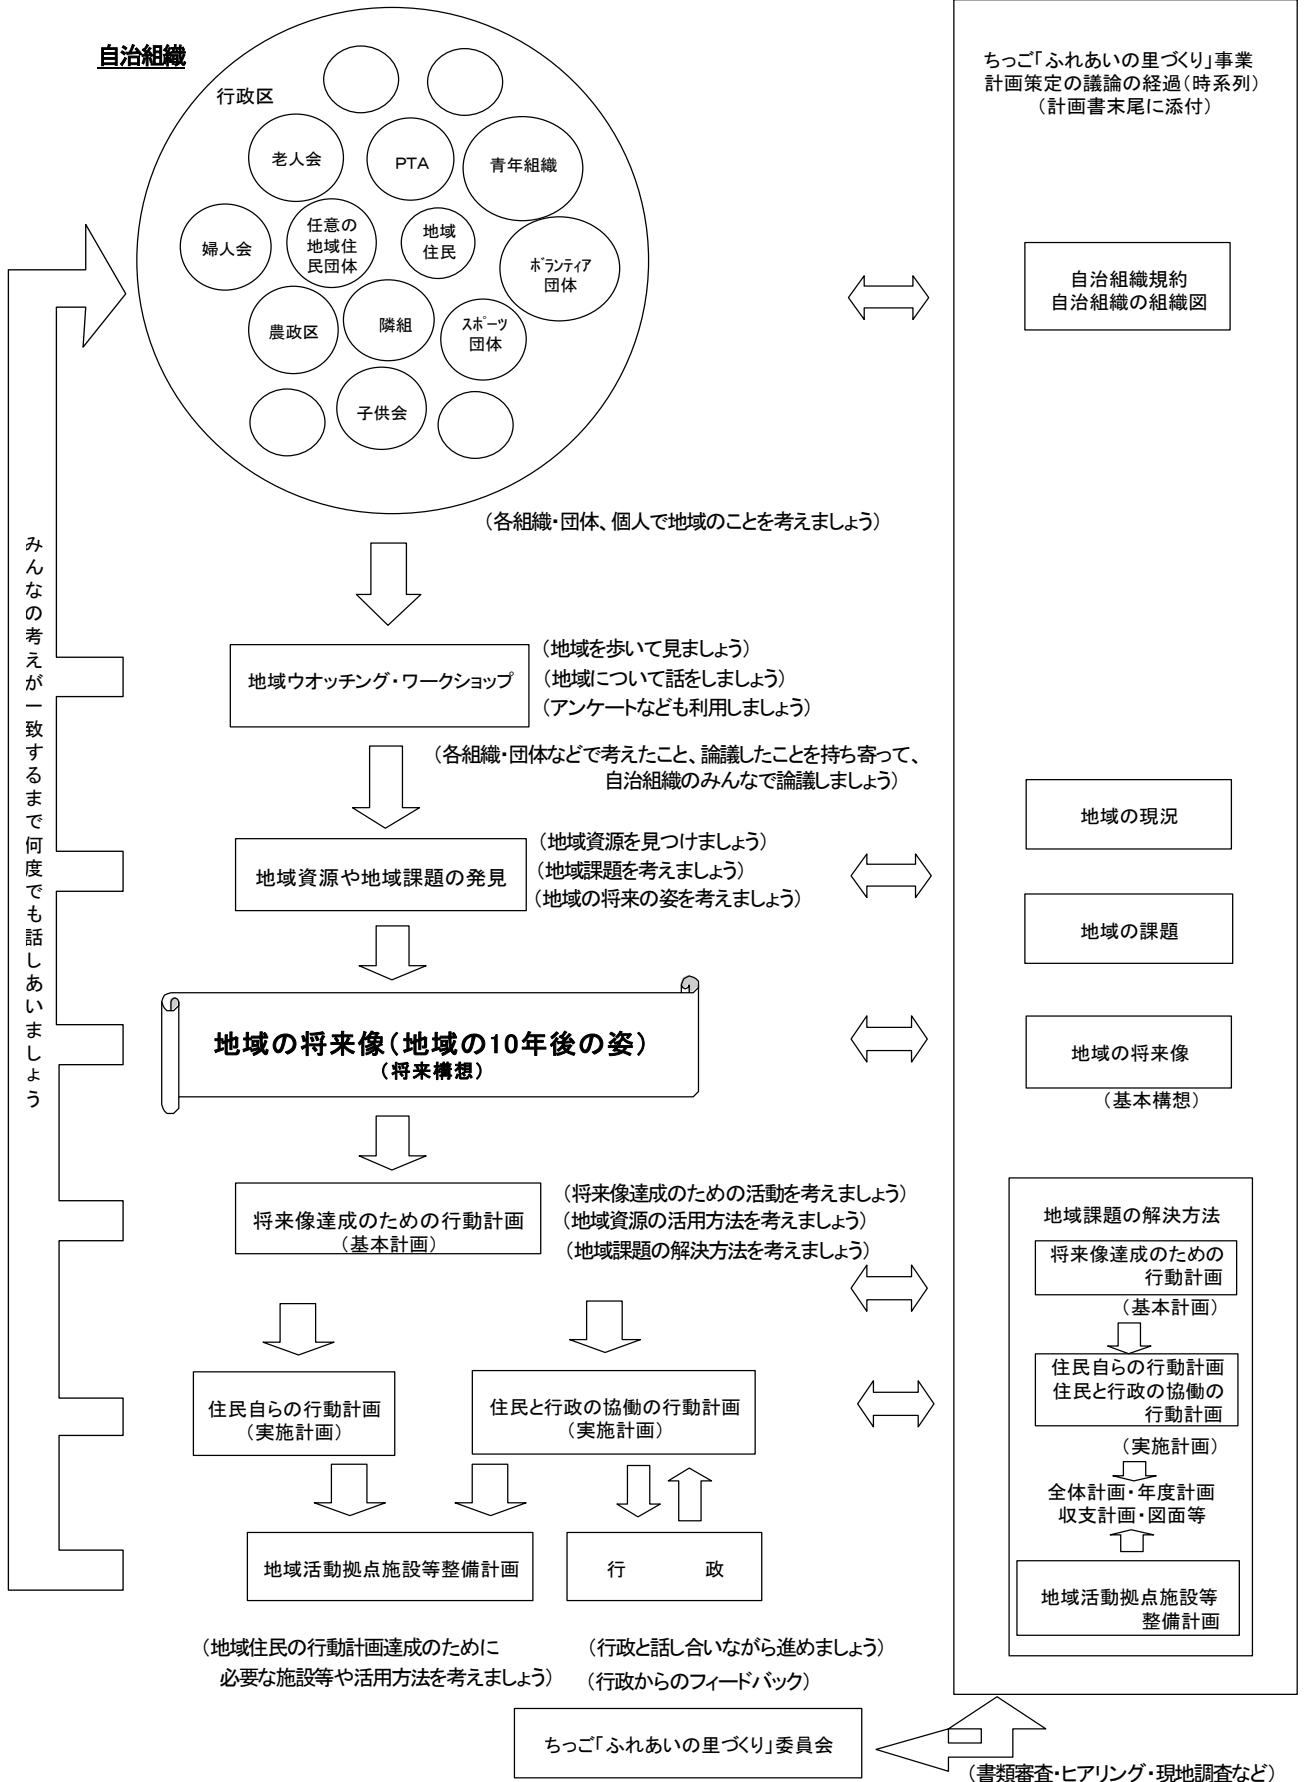 自治組織
行政区
老人会
PTA
青年組織
婦人会
任意の
地域住
民団体
地域
住民
ボランティア
団体
農政区
隣組
スポーツ
団体
子供会
(各組織・団体、個人で地域のことを考えましょう)
みんなの考えが一致するまで何度でも話しあいましょう
地域ウオッチング・ワークショップ
(地域を歩いて見ましょう)
(地域について話をしましょう)
(アンケートなども利用しましょう)
(各組織・団体などで考えたこと、論議したことを持ち寄って、
自治組織のみんなで論議しましょう)
地域資源や地域課題の発見
(地域資源を見つけましょう)
(地域課題を考えましょう)
(地域の将来の姿を考えましょう)
地域の将来像(地域の10年後の姿)
(将来構想)
将来像達成のための行動計画
(基本計画)
(将来像達成のための活動を考えましょう)
(地域資源の活用方法を考えましょう)
(地域課題の解決方法を考えましょう)
住民自らの行動計画
(実施計画)
住民と行政の協働の行動計画
(実施計画)
地域活動拠点施設等整備計画
行 政
(地域住民の行動計画達成のために
必要な施設等や活用方法を考えましょう)
(行政と話し合いながら進めましょう)
(行政からのフィードバック)
ちっご「ふれあいの里づくり」委員会
ちっご「ふれあいの里づくり」事業
計画策定の議論の経過(時系列)
(計画書末尾に添付)
自治組織規約
自治組織の組織図
地域の現況
地域の課題
地域の将来像
(基本構想)
地域課題の解決方法
将来像達成のための
行動計画
(基本計画)
住民自らの行動計画
住民と行政の協働の
行動計画
(実施計画)
全体計画・年度計画
収支計画・図面等
地域活動拠点施設等
整備計画
(書類審査・ヒアリング・現地調査など)